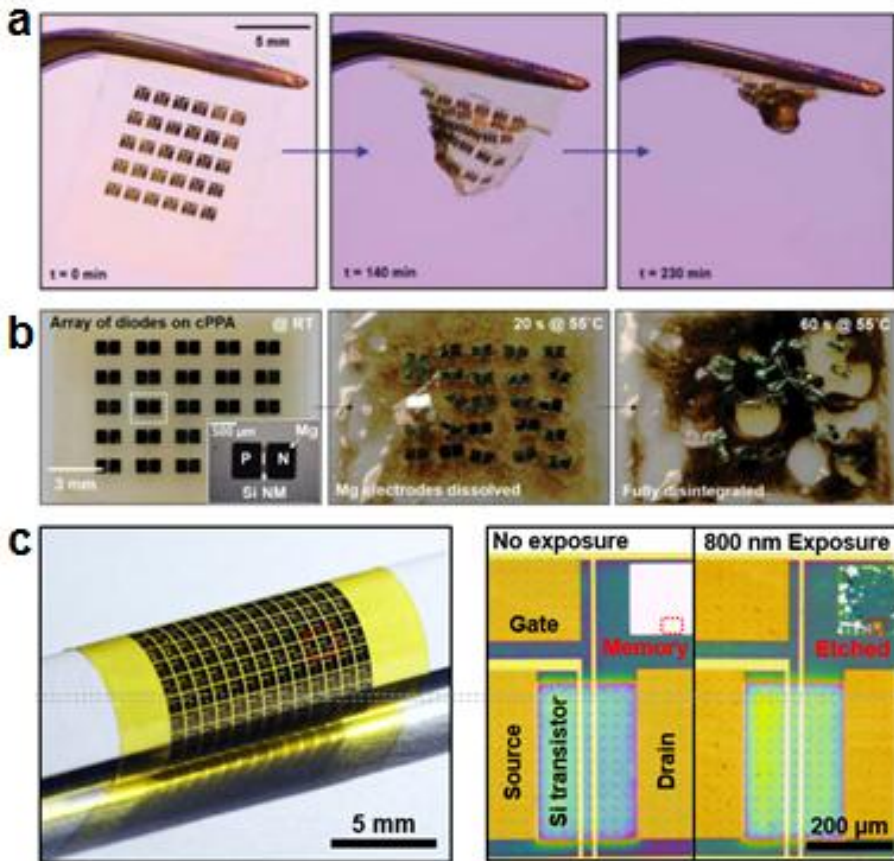 a
5 mm
t = 0 min
t = 140 min
t = 230 min
b
Array of diodes on cPPA
@ RT
20 s @ 55˚C
60 s @ 55˚C
500 µm
Mg
P N
Si NM
3 mm
Mg electrodes dissolved
Fully disintegrated
c
5 mm
No exposure
800 nm Exposure
Gate
Memory
Etched
Source
Si transistor
Drain
200 µm